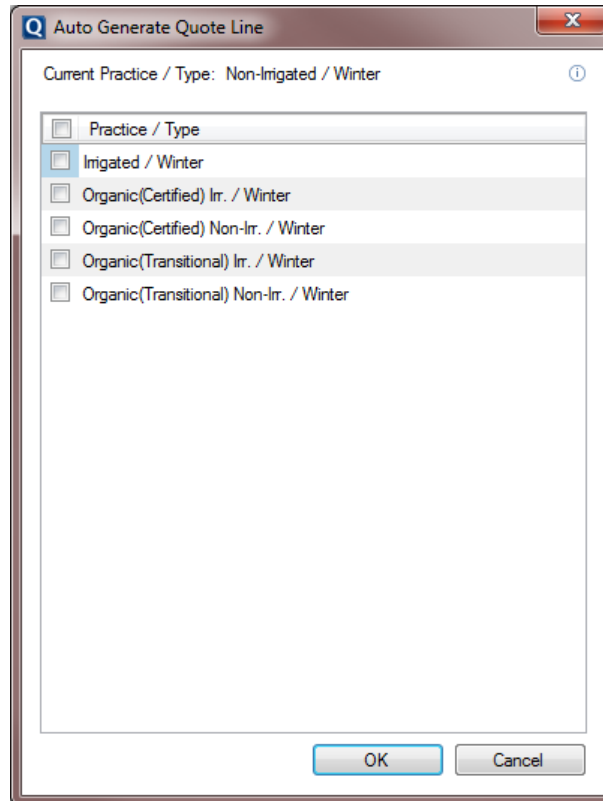 Q Auto Generate Quote Line
x
Current Practice / Type: Non-Irrigated / Winter
i
Practice / Type
Irrigated / Winter
Organic(Certified) Irr. / Winter
Organic(Certified) Non-Irr. / Winter
Organic(Transitional) Irr. / Winter
Organic(Transitional) Non-Irr. / Winter
OK Cancel